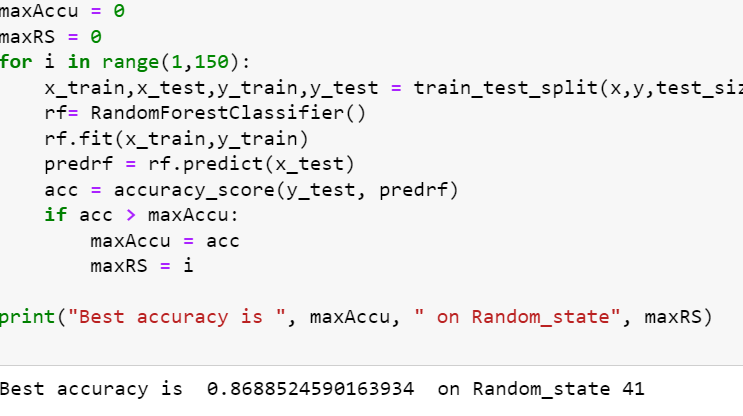 maxAccu = 0
maxRS = 0
for i in range(1,150):
    x_train,x_test,y_train,y_test = train_test_split(x,y,test_siz
    rf= RandomForestClassifier()
    rf.fit(x_train,y_train)
    predrf = rf.predict(x_test)
    acc = accuracy_score(y_test, predrf)
    if acc > maxAccu:
        maxAccu = acc
        maxRS = i
print("Best accuracy is ", maxAccu, " on Random_state", maxRS)
Best accuracy is  0.8688524590163934  on Random_state 41